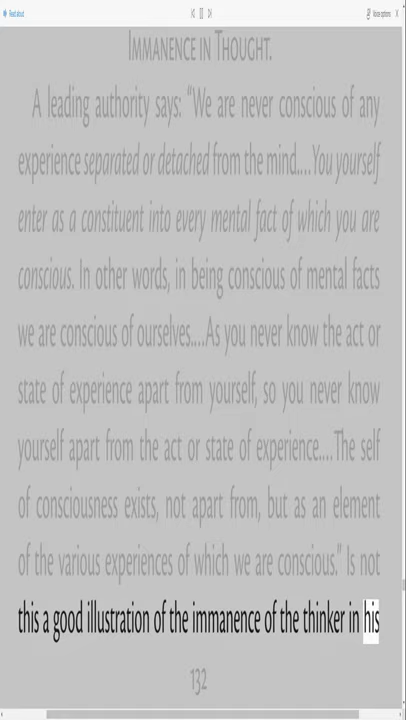 Read aloud
Voice options
X
IMMANENCE IN THOUGHT.
A leading authority says: “We are never conscious of any
experience separated or detached from the mind....You yourself
enter as a constituent into every mental fact of which you are
conscious. In other words, in being conscious of mental facts
we are conscious of ourselves....As you never know the act or
state of experience apart from yourself, so you never know
yourself apart from the act or state of experience....The self
of consciousness exists, not apart from, but as an element
of the various experiences of which we are conscious.” Is not
this a good illustration of the immanence of the thinker in his
132